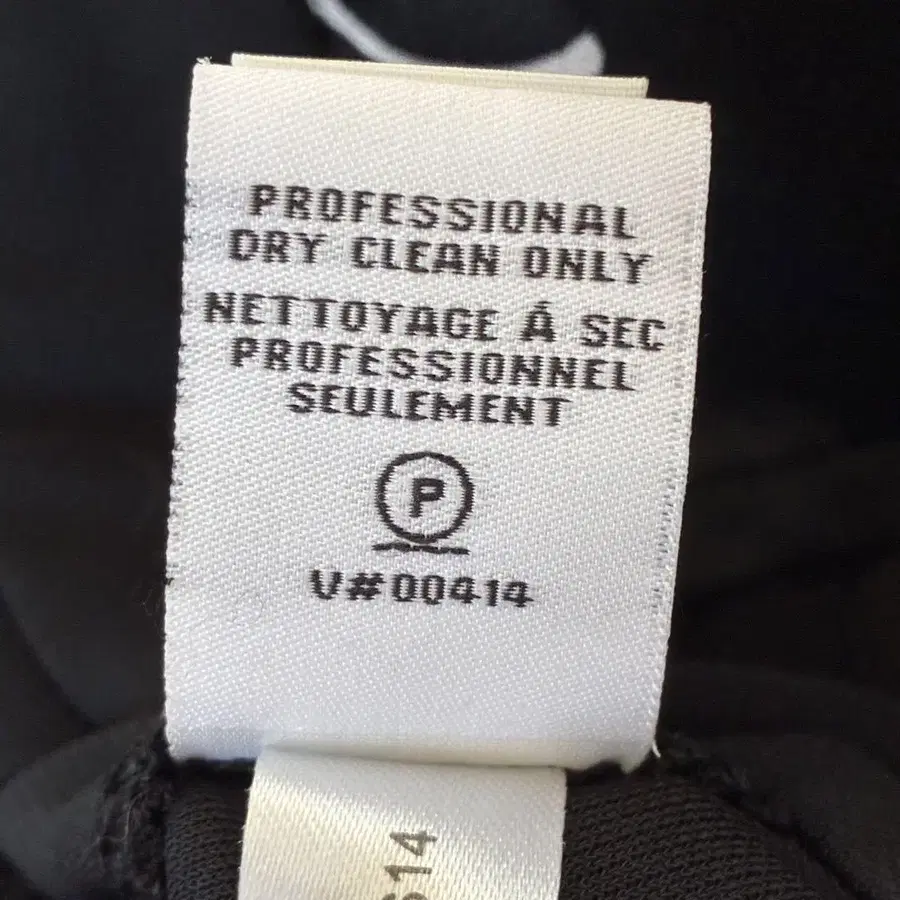 PROFESSIONAL
DRY CLEAN ONLY
NETTOYAGE Á SEC
PROFESSIONNEL
SEULEMENT
P
V#00414